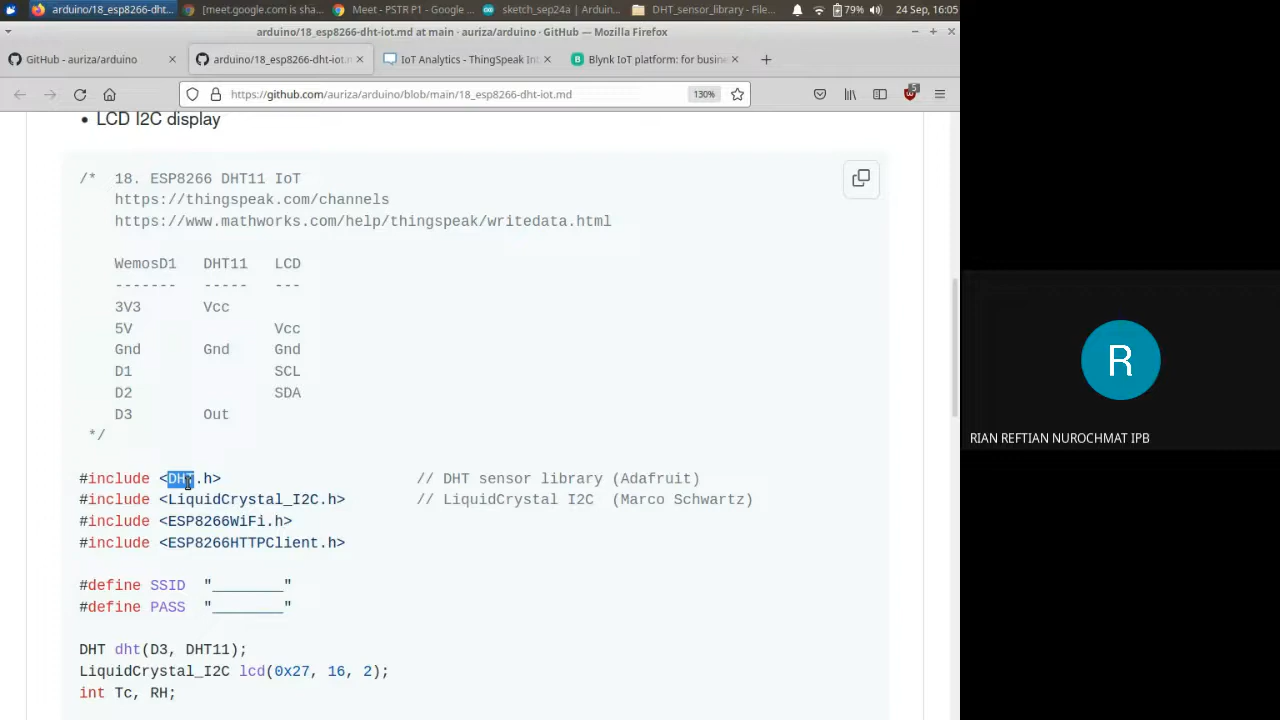 arduino/18_esp8266-dht-iot...
[meet.google.com is sha...
Meet - PSTR P1 - Google ...
sketch_sep24a | Arduin...
DHT_sensor_library - File...
79%
24 Sep, 16:05
arduino/18_esp8266-dht-iot.md at main · auriza/arduino · GitHub — Mozilla Firefox
GitHub - auriza/arduino
arduino/18_esp8266-dht-iot.m
IoT Analytics - ThingSpeak Int
Blynk IoT platform: for busine
https://github.com/auriza/arduino/blob/main/18_esp8266-dht-iot.md
130%
5
• LCD I2C display
/*  18. ESP8266 DHT11 IoT
    https://thingspeak.com/channels
    https://www.mathworks.com/help/thingspeak/writedata.html
    WemosD1   DHT11   LCD
    -------   -----   ---
    3V3       Vcc
    5V                Vcc
    Gnd       Gnd     Gnd
    D1                SCL
    D2                SDA
    D3        Out
 */
#include <DHT.h>                      // DHT sensor library (Adafruit)
#include <LiquidCrystal_I2C.h>        // LiquidCrystal I2C  (Marco Schwartz)
#include <ESP8266WiFi.h>
#include <ESP8266HTTPClient.h>
#define SSID  "________"
#define PASS  "________"
DHT dht(D3, DHT11);
LiquidCrystal_I2C lcd(0x27, 16, 2);
int Tc, RH;
R
RIAN REFTIAN NUROCHMAT IPB